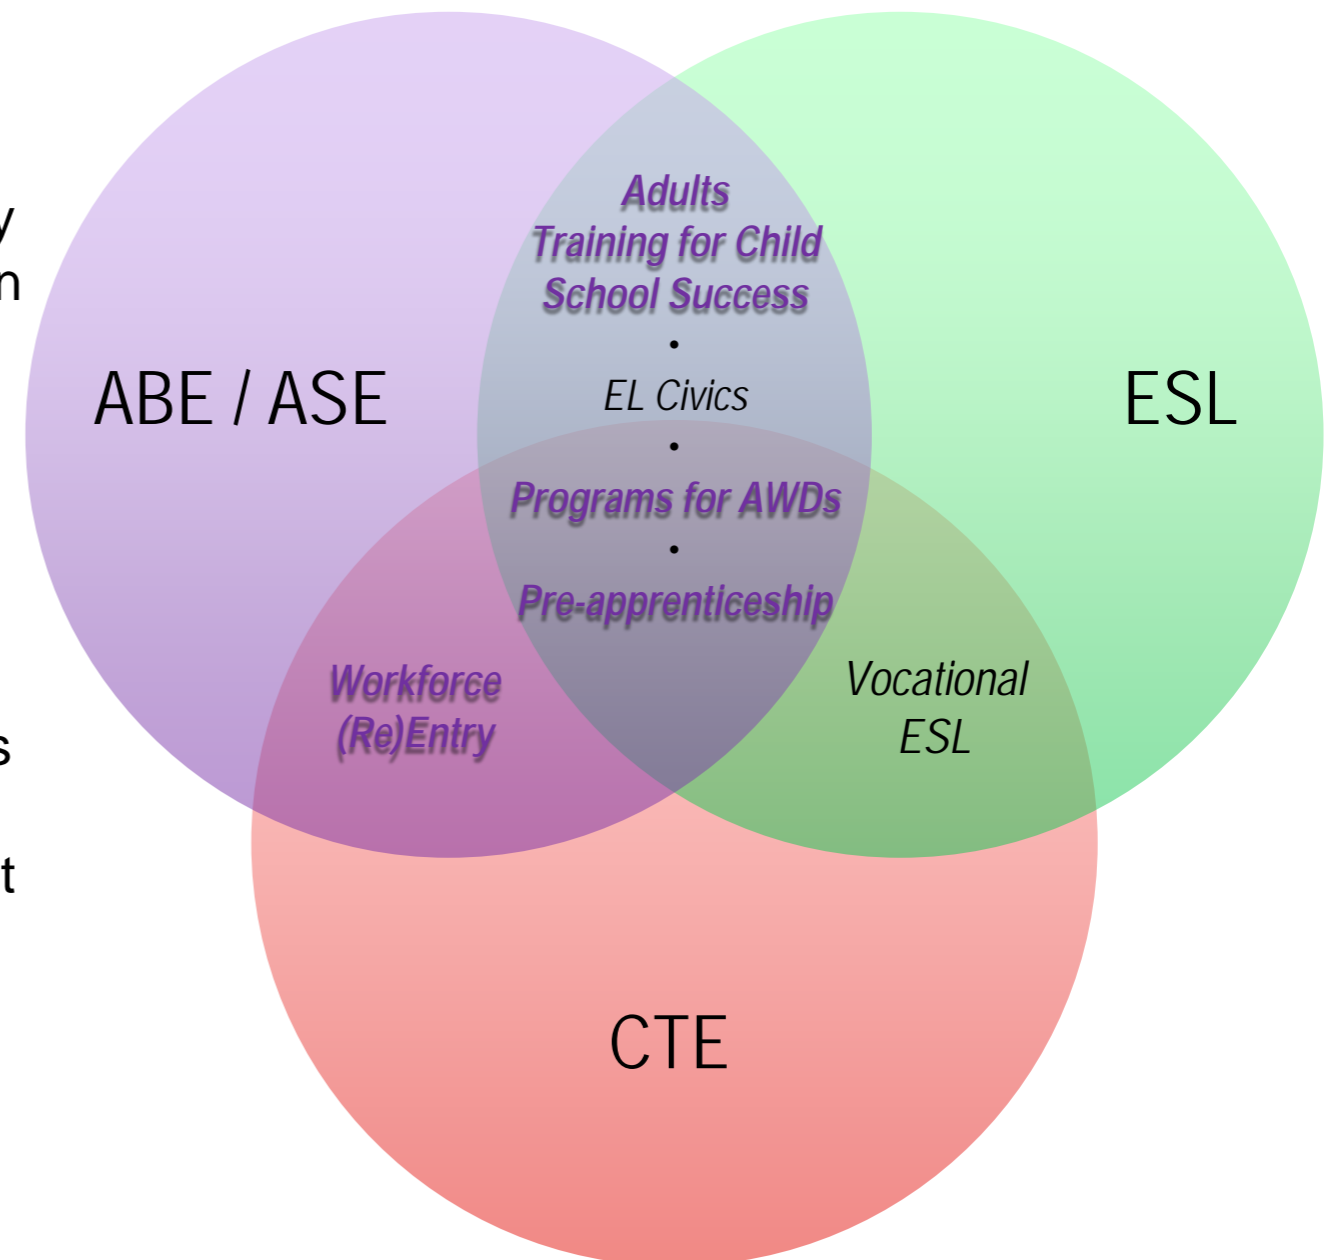 y
n
s
t
ABE / ASE
ESL
Adults
Training for Child
School Success
•
EL Civics
•
Programs for AWDs
•
Pre-apprenticeship
Workforce
(Re)Entry
Vocational
ESL
CTE